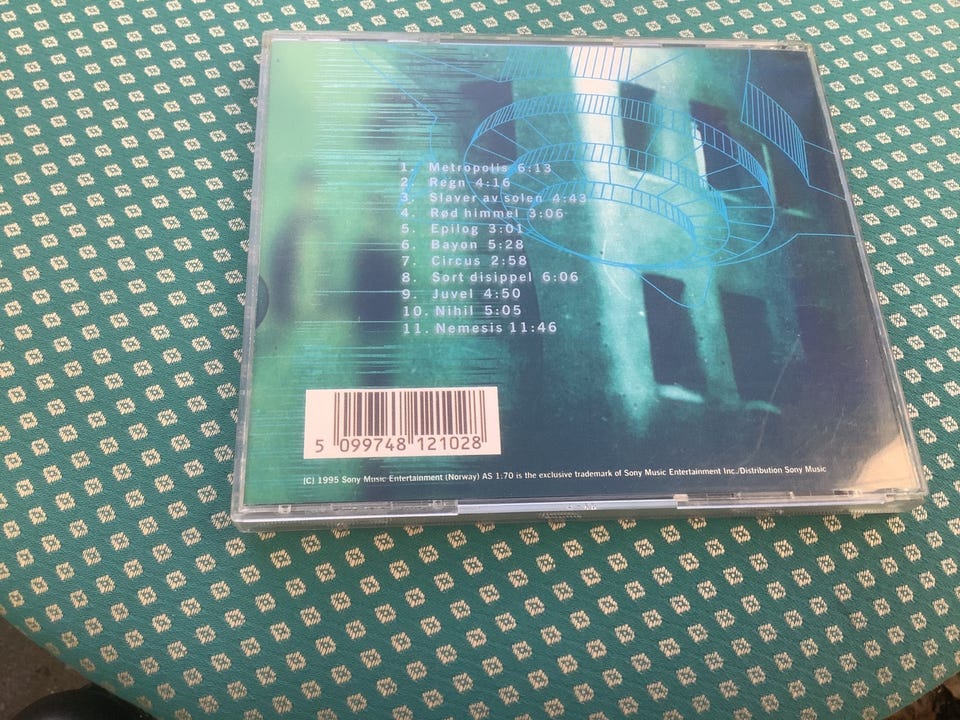 1. Metropolis 6:13
2. Regn 4:16
3. Slaver av solen 4:43
4. Rød himmel 3:06
5. Epilog 3:01
6. Bayon 5:28
7. Circus 2:58
8. Sort disippel 6:06
9. Juvel 4:50
10. Nihil 5:05
11. Nemesis 11:46
5 099748 121028
(C) 1995 Sony Music Entertainment (Norway) AS 1:70 is the exclusive trademark of Sony Music Entertainment Inc./Distribution Sony Music